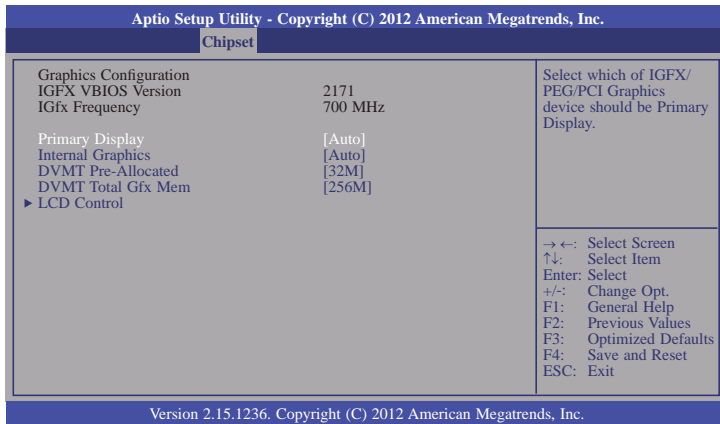 Aptio Setup Utility - Copyright (C) 2012 American Megatrends, Inc.
Chipset
Graphics Configuration
IGFX VBIOS Version 2171
IGfx Frequency 700 MHz
Primary Display [Auto]
Internal Graphics [Auto]
DVMT Pre-Allocated [32M]
DVMT Total Gfx Mem [256M]
▶ LCD Control
Select which of IGFX/
PEG/PCI Graphics
device should be Primary
Display.
→ ←: Select Screen
↑↓: Select Item
Enter: Select
+/-: Change Opt.
F1: General Help
F2: Previous Values
F3: Optimized Defaults
F4: Save and Reset
ESC: Exit
Version 2.15.1236. Copyright (C) 2012 American Megatrends, Inc.